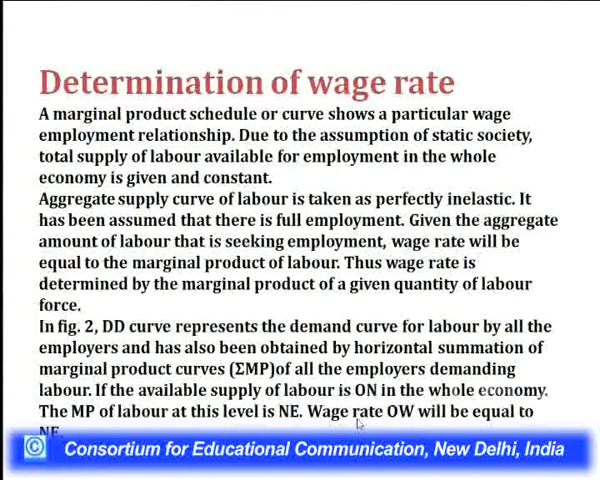 Determination of wage rate
A marginal product schedule or curve shows a particular wage
employment relationship. Due to the assumption of static society,
total supply of labour available for employment in the whole
economy is given and constant.
Aggregate supply curve of labour is taken as perfectly inelastic. It
has been assumed that there is full employment. Given the aggregate
amount of labour that is seeking employment, wage rate will be
equal to the marginal product of labour. Thus wage rate is
determined by the marginal product of a given quantity of labour
force.
In fig. 2, DD curve represents the demand curve for labour by all the
employers and has also been obtained by horizontal summation of
marginal product curves (ΣMP)of all the employers demanding
labour. If the available supply of labour is ON in the whole economy.
The MP of labour at this level is NE. Wage rate OW will be equal to
NE.
© Consortium for Educational Communication, New Delhi, India